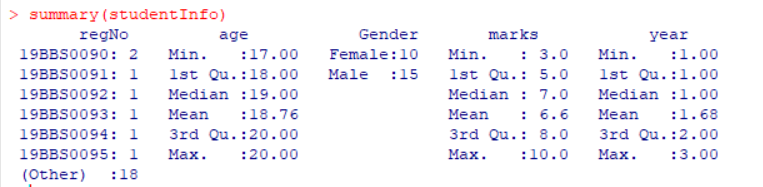 > summary(studentInfo)
regNo age Gender marks year
19BBS0090: 2 Min. :17.00 Female:10 Min. : 3.0 Min. :1.00
19BBS0091: 1 1st Qu.:18.00 Male :15 1st Qu.: 5.0 1st Qu.:1.00
19BBS0092: 1 Median :19.00 Median : 7.0 Median :1.00
19BBS0093: 1 Mean :18.76 Mean : 6.6 Mean :1.68
19BBS0094: 1 3rd Qu.:20.00 3rd Qu.: 8.0 3rd Qu.:2.00
19BBS0095: 1 Max. :20.00 Max. :10.0 Max. :3.00
(Other) :18